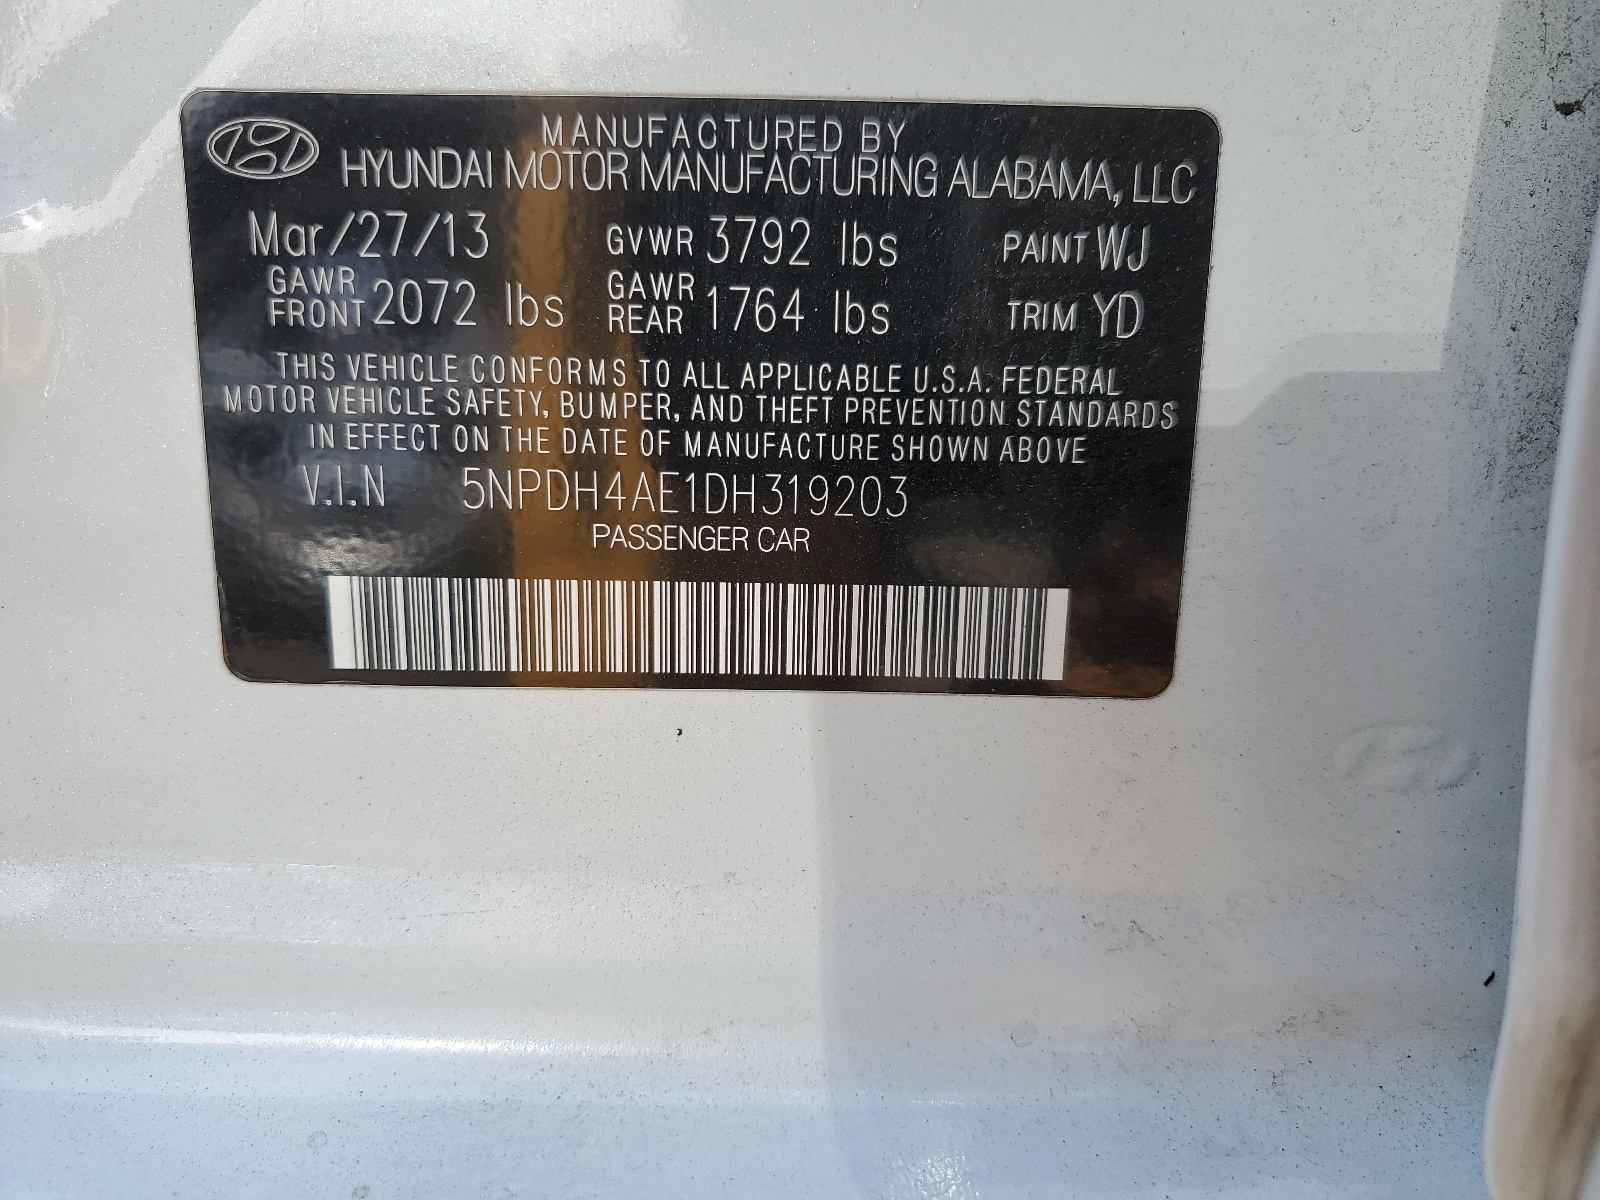 MANUFACTURED BY
HYUNDAI MOTOR MANUFACTURING ALABAMA, LLC
Mar/27/13 GVWR 3792 lbs PAINT WJ
GAWR FRONT 2072 lbs GAWR REAR 1764 lbs TRIM YD
THIS VEHICLE CONFORMS TO ALL APPLICABLE U.S.A. FEDERAL
MOTOR VEHICLE SAFETY, BUMPER, AND THEFT PREVENTION STANDARDS
IN EFFECT ON THE DATE OF MANUFACTURE SHOWN ABOVE
V.I.N 5NPDH4AE1DH319203
PASSENGER CAR